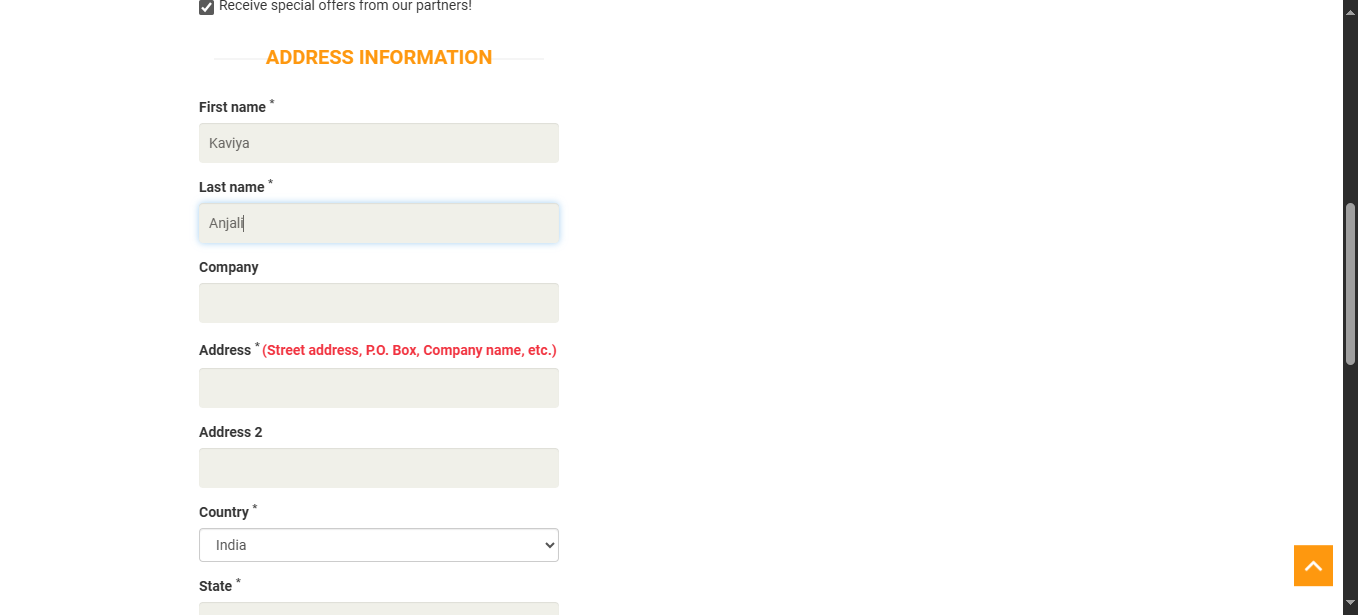 Receive special offers from our partners!
ADDRESS INFORMATION
First name *
Kaviya
Last name *
Anjali
Company
Address * (Street address, P.O. Box, Company name, etc.)
Address 2
Country *
India
State *